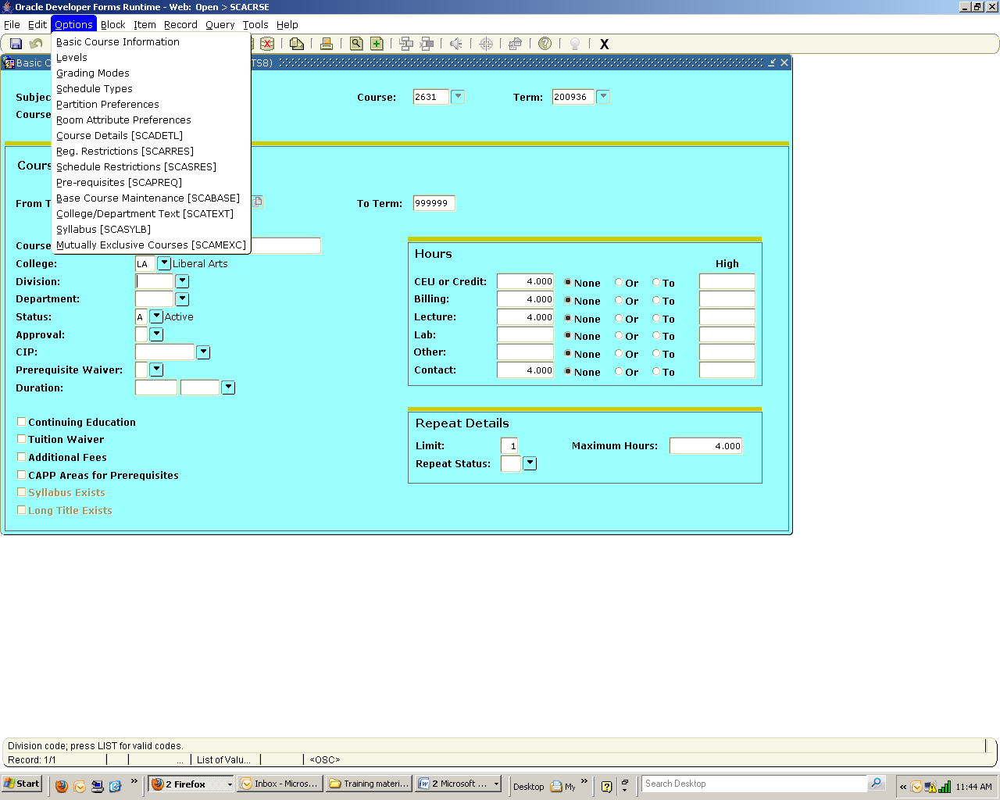 Oracle Developer Forms Runtime - Web: Open > SCACRSE
File Edit Options Block Item Record Query Tools Help
Basic Course Information
Levels
Grading Modes
Schedule Types
Partition Preferences
Room Attribute Preferences
Course Details [SCADETL]
Reg. Restrictions [SCARRES]
Schedule Restrictions [SCASRES]
Pre-requisites [SCAPREQ]
Base Course Maintenance [SCABASE]
College/Department Text [SCATEXT]
Syllabus [SCASYLB]
Mutually Exclusive Courses [SCAMEXC]
X
Basic C TS8)
Subjec Course: 2631 Term: 200936
Course
Cours
From T To Term: 999999
Course
College: LA Liberal Arts
Division:
Department:
Status: A Active
Approval:
CIP:
Prerequisite Waiver:
Duration:
Continuing Education
Tuition Waiver
Additional Fees
CAPP Areas for Prerequisites
Syllabus Exists
Long Title Exists
Hours
High
CEU or Credit: 4.000 None Or To
Billing: 4.000 None Or To
Lecture: 4.000 None Or To
Lab: None Or To
Other: None Or To
Contact: 4.000 None Or To
Repeat Details
Limit: 1 Maximum Hours: 4.000
Repeat Status:
Division code; press LIST for valid codes.
Record: 1/1 ... List of Valu... <OSC>
Start » 2 Firefox Inbox - Micros... Training materi... 2 Microsoft ... Desktop My » Search Desktop « 11:44 AM